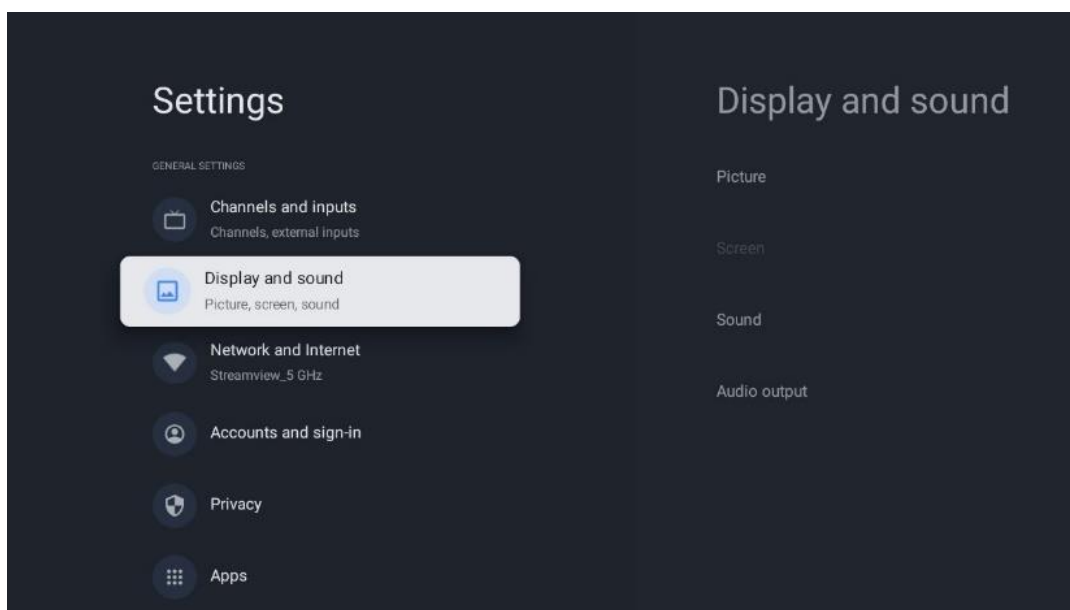 Settings
GENERAL SETTINGS
Channels and inputs
Channels, external inputs
Display and sound
Picture, screen, sound
Network and Internet
Streamview_5 GHz
Accounts and sign-in
Privacy
Apps
Display and sound
Picture
Screen
Sound
Audio output